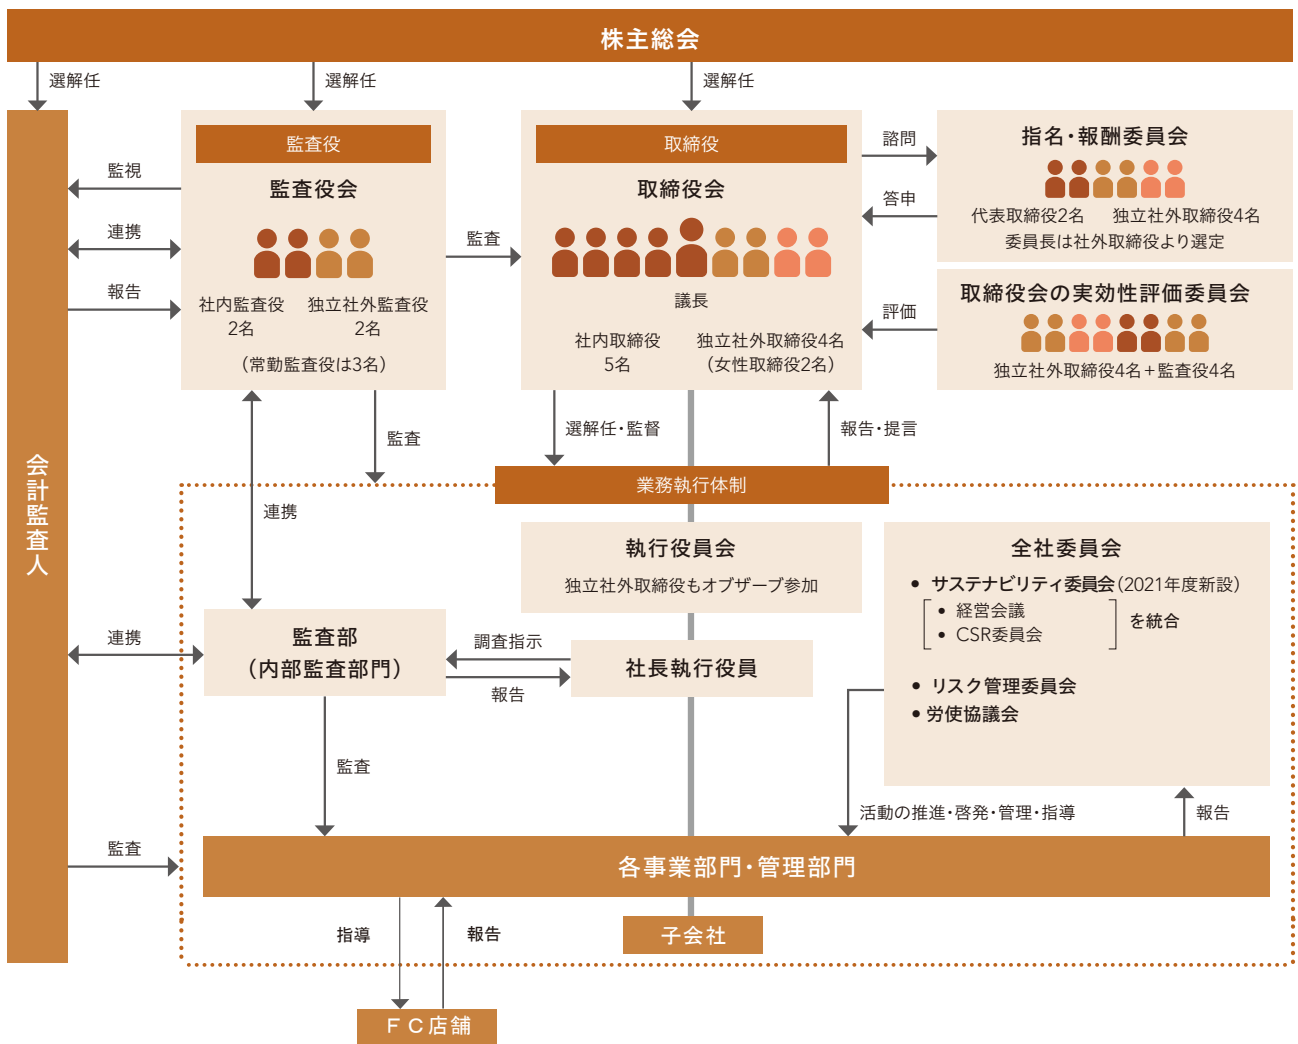 株主総会
選解任
選解任
選解任
会計監査人
監視
連携
報告
監査役
監査役会
社内監査役
2名
独立社外監査役
2名
（常勤監査役は3名）
監査
取締役
取締役会
議長
社内取締役
5名
独立社外取締役4名
（女性取締役2名）
諮問
答申
評価
指名・報酬委員会
代表取締役2名 独立社外取締役4名
委員長は社外取締役より選定
取締役会の実効性評価委員会
独立社外取締役4名＋監査役4名
連携
監査
選解任・監督
報告・提言
業務執行体制
執行役員会
独立社外取締役もオブザーブ参加
全社委員会
• サステナビリティ委員会（2021年度新設）
• 経営会議
• CSR委員会
を統合
• リスク管理委員会
• 労使協議会
連携
監査部
（内部監査部門）
調査指示
報告
社長執行役員
監査
活動の推進・啓発・管理・指導
報告
監査
各事業部門・管理部門
子会社
指導
報告
ＦＣ店舗